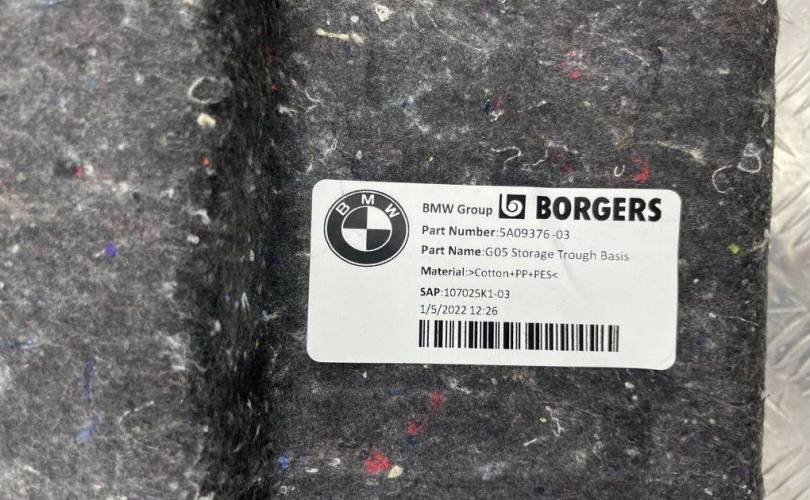 BMW
BMW Group BORGERS
Part Number:5A09376-03
Part Name:G05 Storage Trough Basis
Material:>Cotton+PP+PES<
SAP:107025K1-03
1/5/2022 12:26